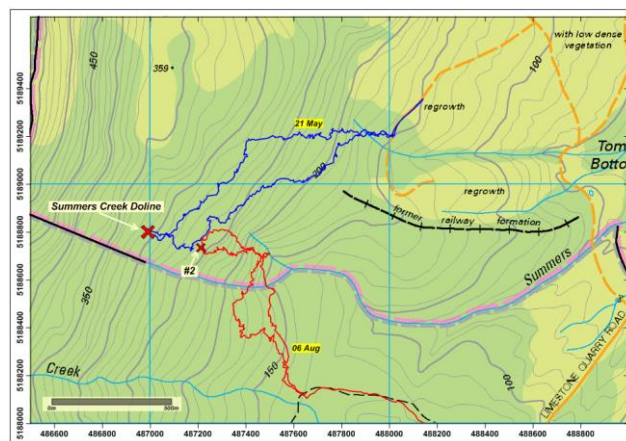 450
359
with low dense
vegetation
100
5189400
regrowth
21 May
5189200
Tom
Botto
200
5189000
regrowth
Summers Creek Doline
former railway formation
5188800
#2
Summers
5188600
350
5188400
06 Aug
LIMESTONE QUARRY ROAD
150
100
Creek
5188200
0m 500m
5188000
486600 486800 487000 487200 487400 487600 487800 488000 488200 488400 488600 488800